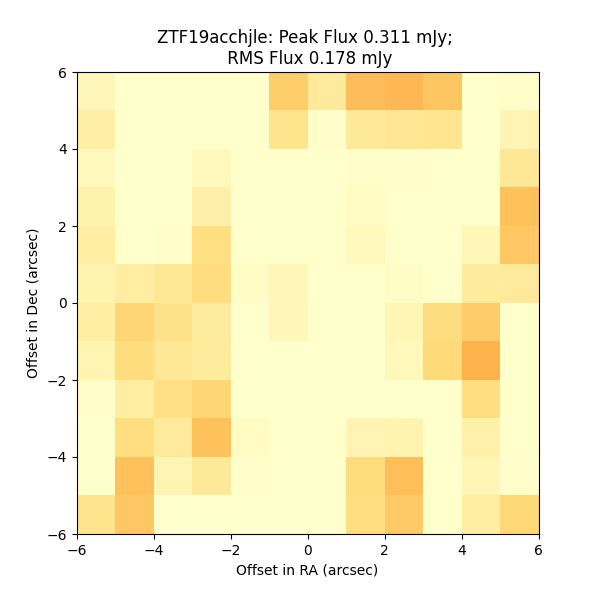 ZTF19acchjle: Peak Flux 0.311 mJy;
RMS Flux 0.178 mJy
6
4
2
0
−2
−4
−6
Offset in Dec (arcsec)
−6 −4 −2 0 2 4 6
Offset in RA (arcsec)